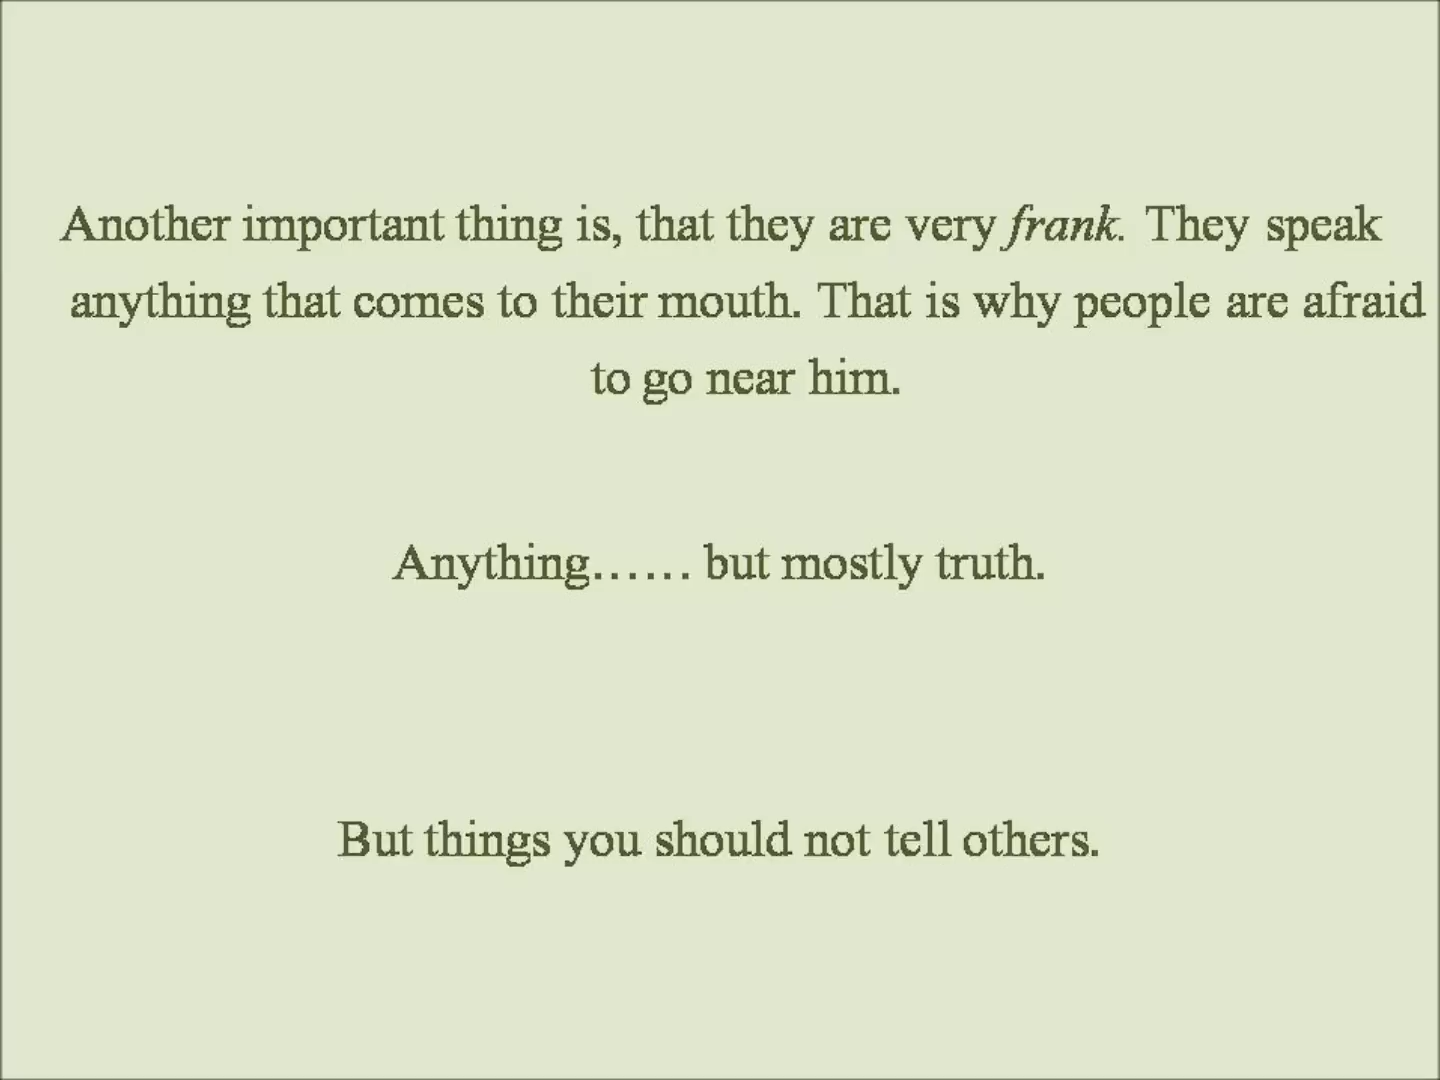 Another important thing is, that they are very frank. They speak
anything that comes to their mouth. That is why people are afraid
to go near him.
Anything…… but mostly truth.
But things you should not tell others.